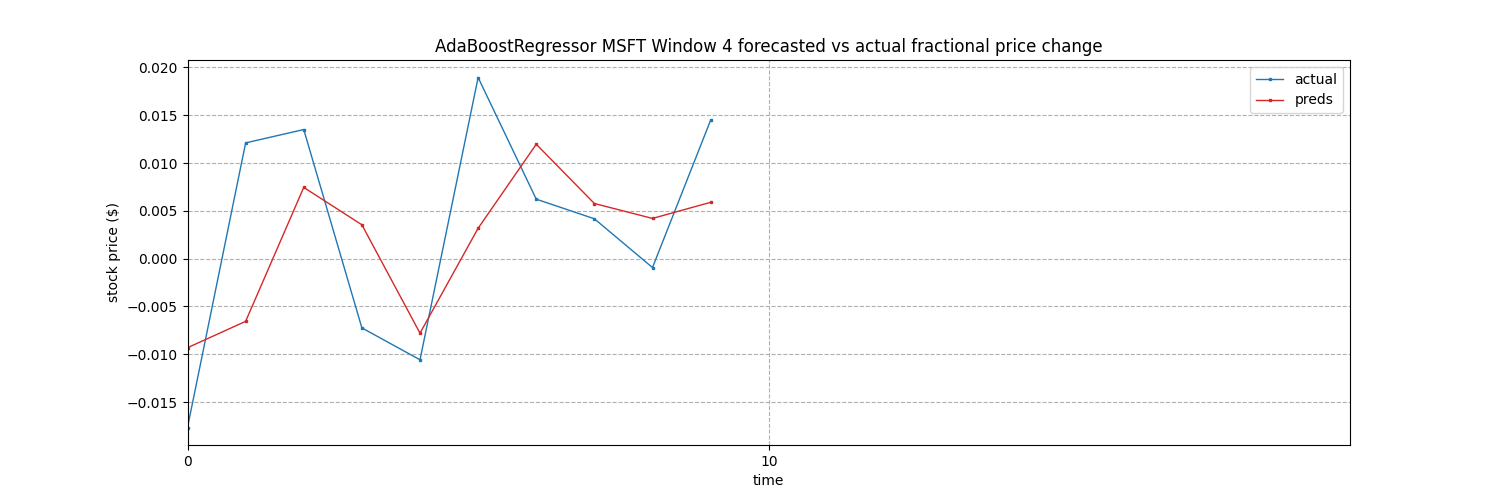 AdaBoostRegressor MSFT Window 4 forecasted vs actual fractional price change
actual
preds
stock price ($)
0.020
0.015
0.010
0.005
0.000
−0.005
−0.010
−0.015
0
10
time